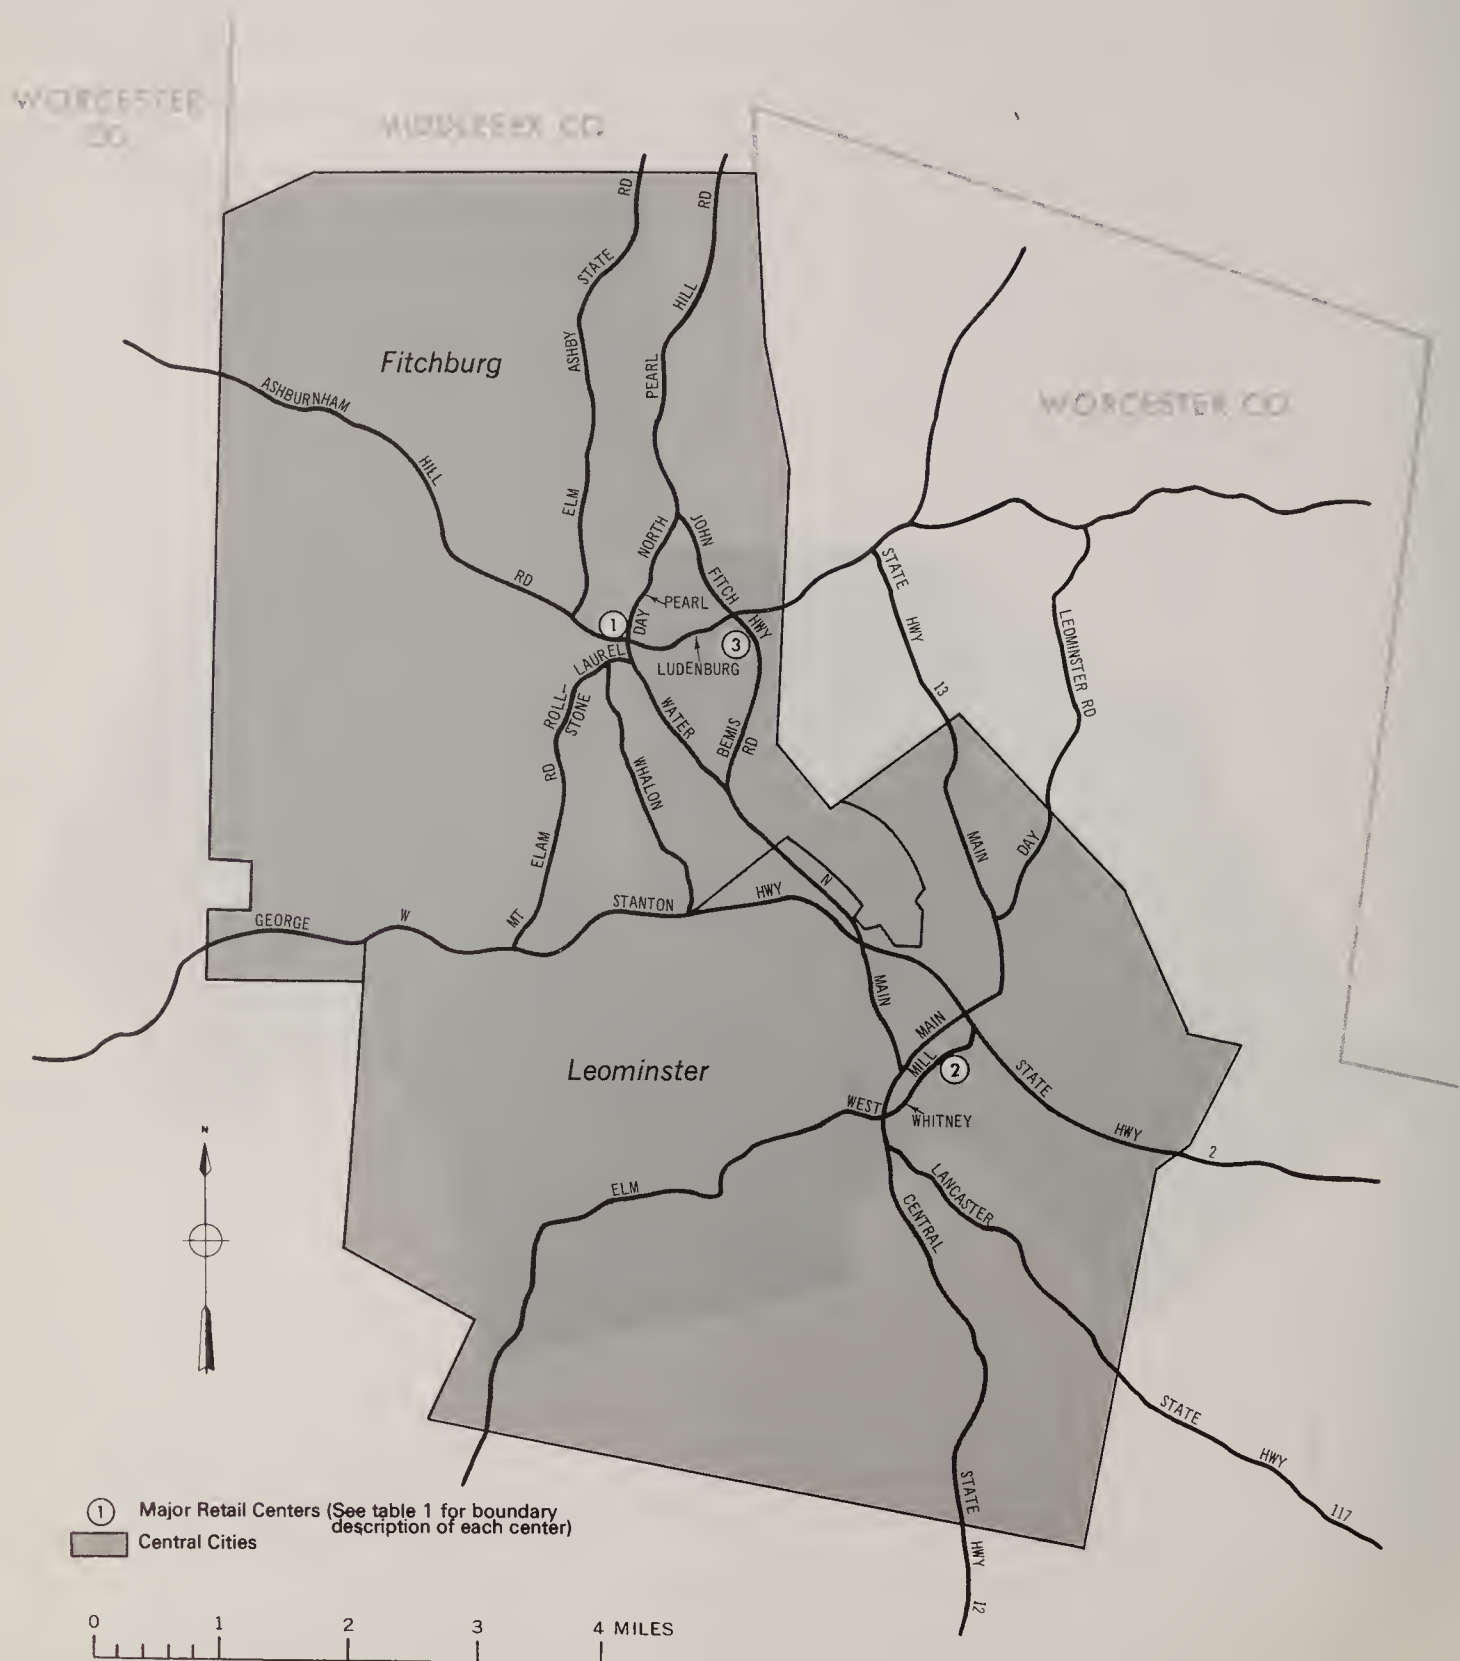 WORCESTER
CO.
MIDDLESEX CO.
RD
RD
STATE
HILL
ASHBY
PEARL
Fitchburg
ASHBURNHAM
HILL
WORCESTER CO.
ELM
NORTH
JOHN
FITCH
HWY
RD
PEARL
DAY
1
3
LAUREL
LUDENBURG
STATE
HWY
13
LEDMINSTER RD
ROLL-
STONE
WATER
BEMIS
RD
RD
WHALON
ELAM
MT
MAIN
DAY
N
HWY
STANTON
GEORGE
W
MAIN
MAIN
MILL
2
Leominster
STATE
HWY
2
WEST
WHITNEY
ELM
LANCASTER
CENTRAL
N
STATE
HWY
117
STATE
HWY
12
1 Major Retail Centers (See table 1 for boundary
description of each center)
Central Cities
0 1 2 3 4 MILES